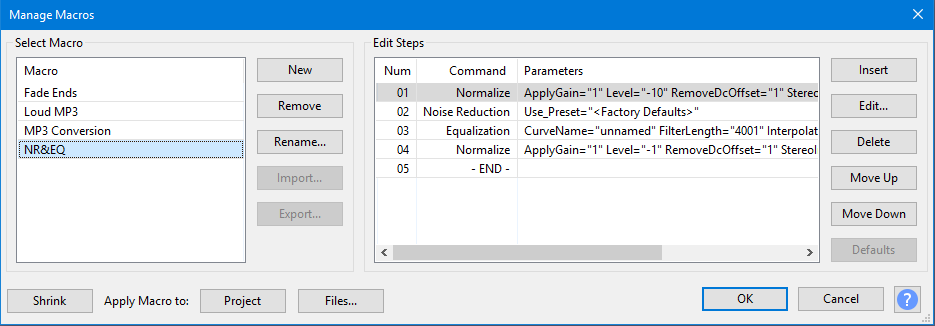 Manage Macros
Select Macro
Macro
Fade Ends
Loud MP3
MP3 Conversion
NR&EQ
New
Remove
Rename...
Import...
Export...
Edit Steps
Num Command Parameters
01 Normalize ApplyGain="1" Level="-10" RemoveDcOffset="1" Stereo
02 Noise Reduction Use_Preset="<Factory Defaults>"
03 Equalization CurveName="unnamed" FilterLength="4001" Interpolat
04 Normalize ApplyGain="1" Level="-1" RemoveDcOffset="1" StereoI
05 - END -
Insert
Edit...
Delete
Move Up
Move Down
Defaults
Shrink Apply Macro to: Project Files... OK Cancel ?